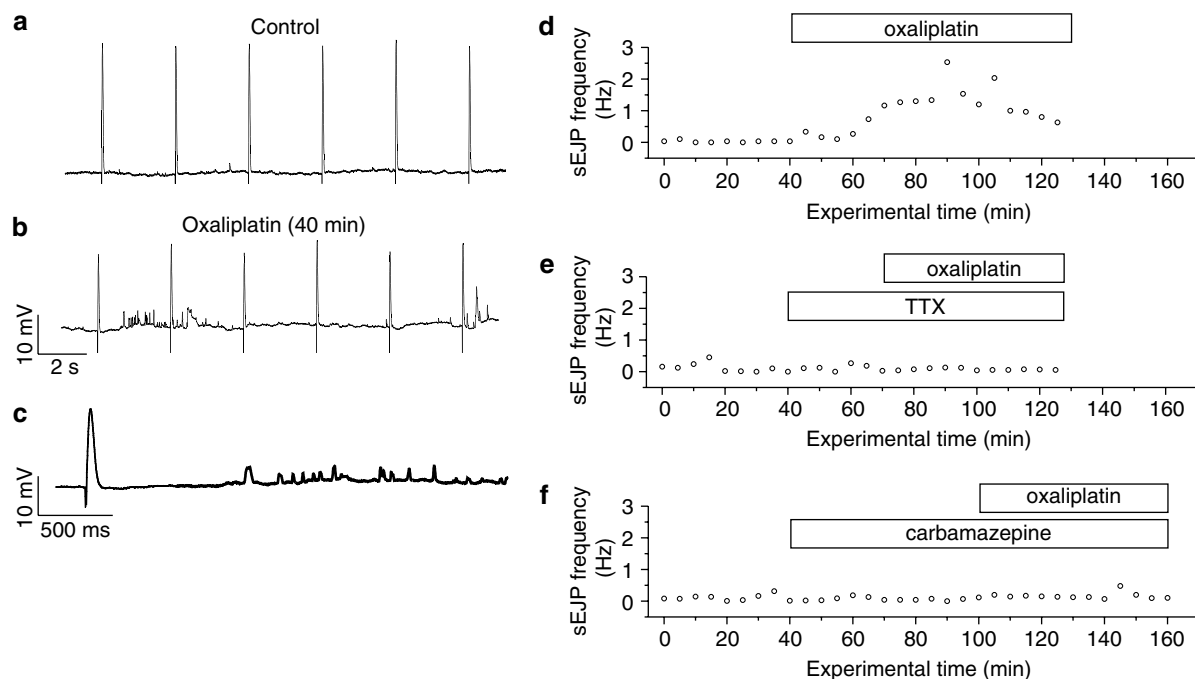 a
Control
b
Oxaliplatin (40 min)
10 mV
2 s
c
10 mV
500 ms
d
oxaliplatin
sEJP frequency
(Hz)
3
2
1
0
0 20 40 60 80 100 120 140 160
Experimental time (min)
e
oxaliplatin
TTX
sEJP frequency
(Hz)
3
2
1
0
0 20 40 60 80 100 120 140 160
Experimental time (min)
f
oxaliplatin
carbamazepine
sEJP frequency
(Hz)
3
2
1
0
0 20 40 60 80 100 120 140 160
Experimental time (min)